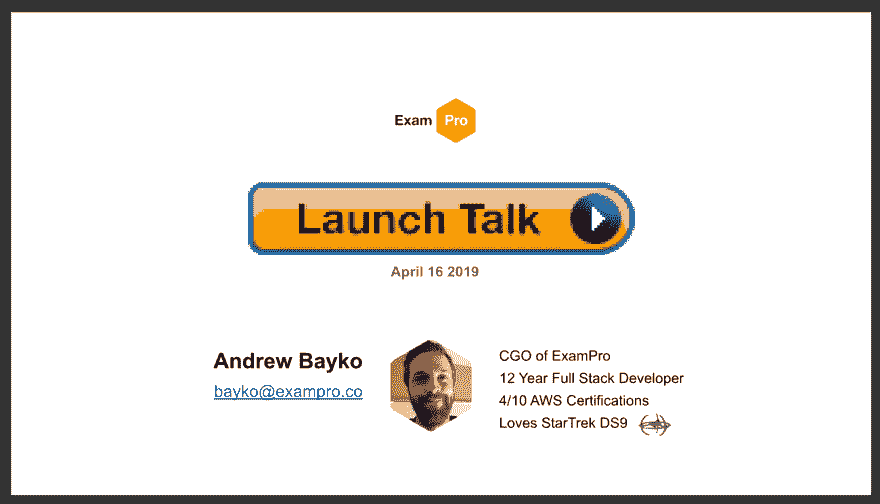 Exam Pro
Launch Talk
April 16 2019
Andrew Bayko
bayko@exampro.co
CGO of ExamPro
12 Year Full Stack Developer
4/10 AWS Certifications
Loves StarTrek DS9